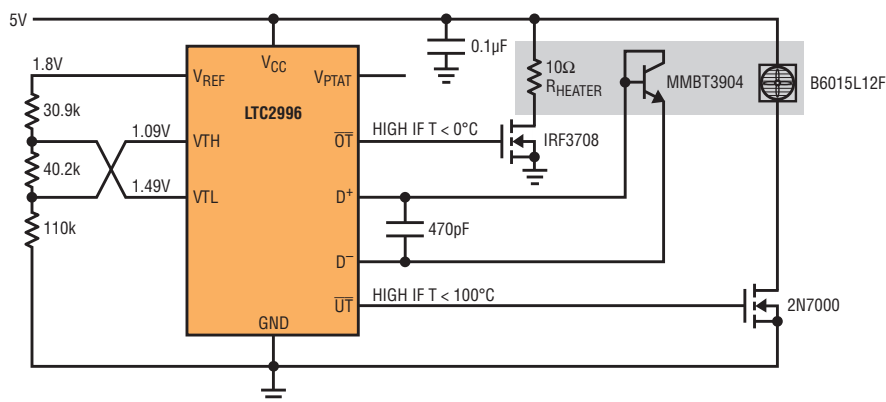 5V
1.8V
VREF
VCC
VPTAT
LTC2996
0.1µF
10Ω
RHEATER
MMBT3904
B6015L12F
30.9k
1.09V
VTH
OT
HIGH IF T < 0°C
IRF3708
40.2k
1.49V
VTL
D+
110k
470pF
D–
UT
HIGH IF T < 100°C
2N7000
GND